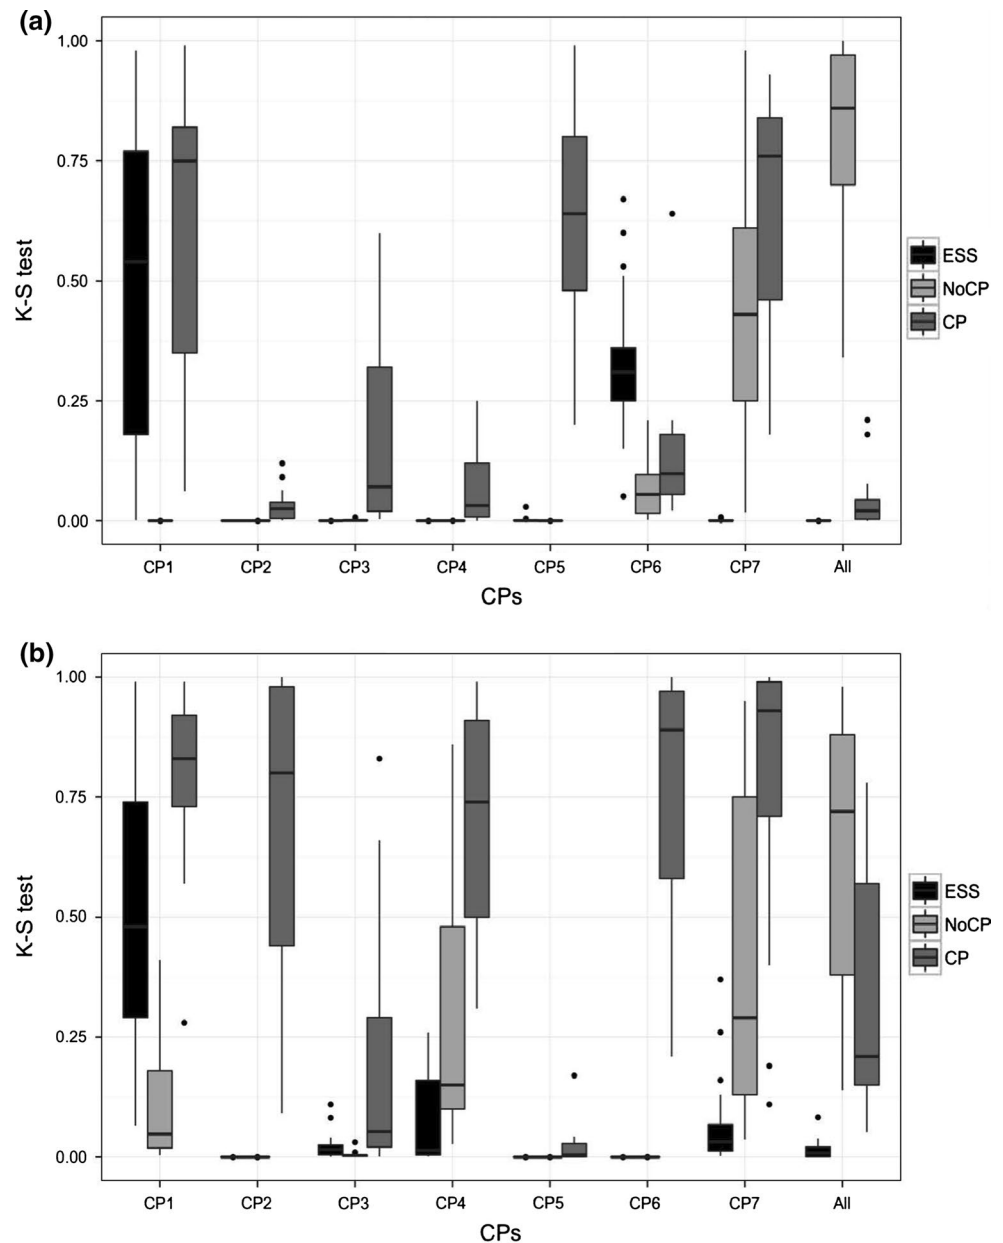 (a)
1.00
0.75
0.50
0.25
0.00
K-S test
CP1 CP2 CP3 CP4 CP5 CP6 CP7 All
CPs
ESS
NoCP
CP
(b)
1.00
0.75
0.50
0.25
0.00
K-S test
CP1 CP2 CP3 CP4 CP5 CP6 CP7 All
CPs
ESS
NoCP
CP